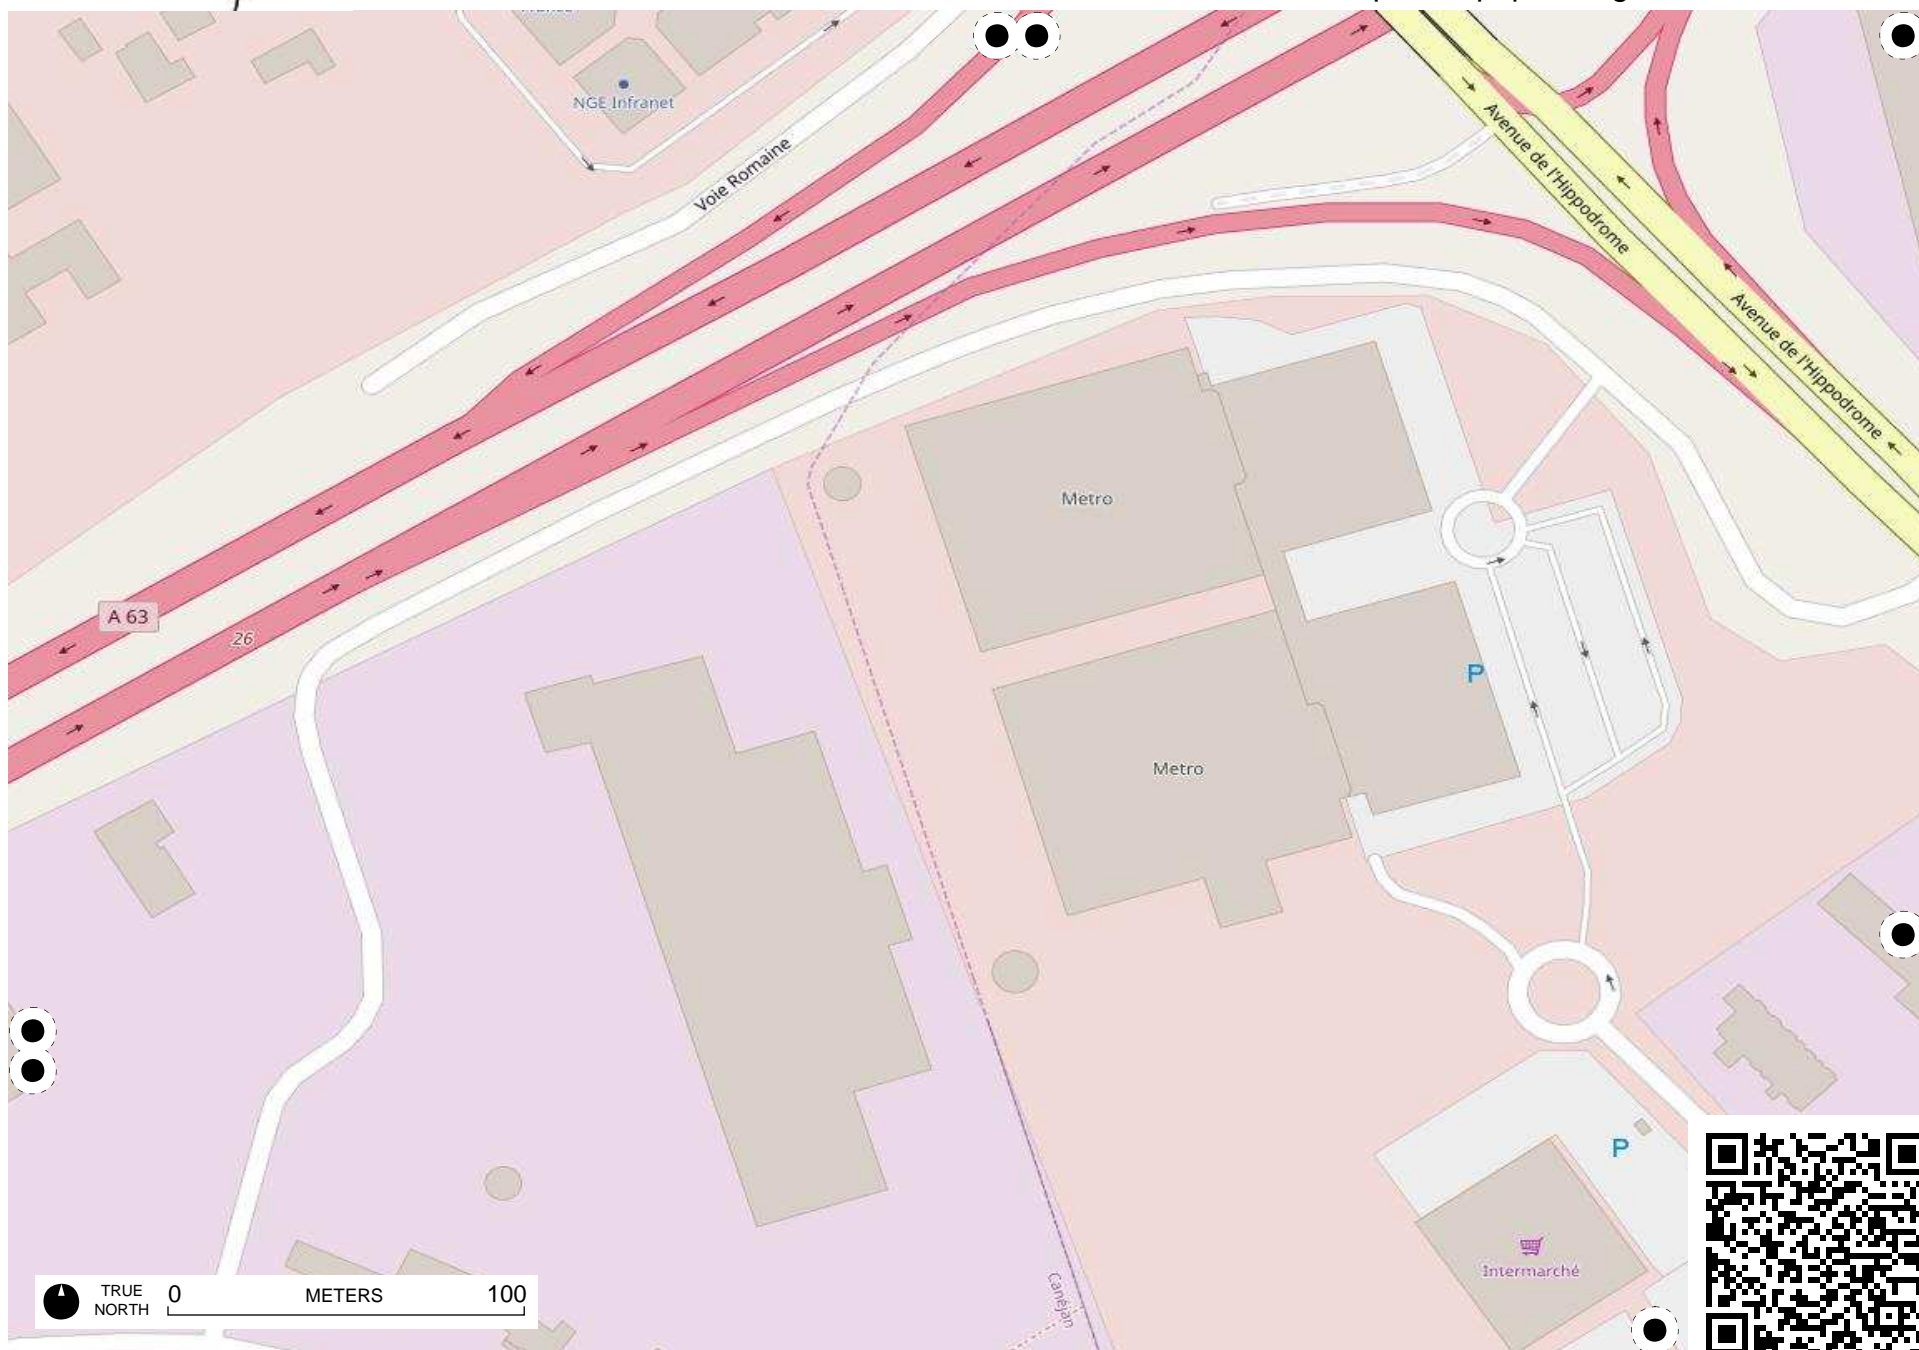 NGE Infranet
Voie Romaine
Avenue de l'Hippodrome
Avenue de l'Hippodrome
Metro
A 63
26
P
Metro
P
Intermarché
Canéjan
TRUE
NORTH
0 METERS 100